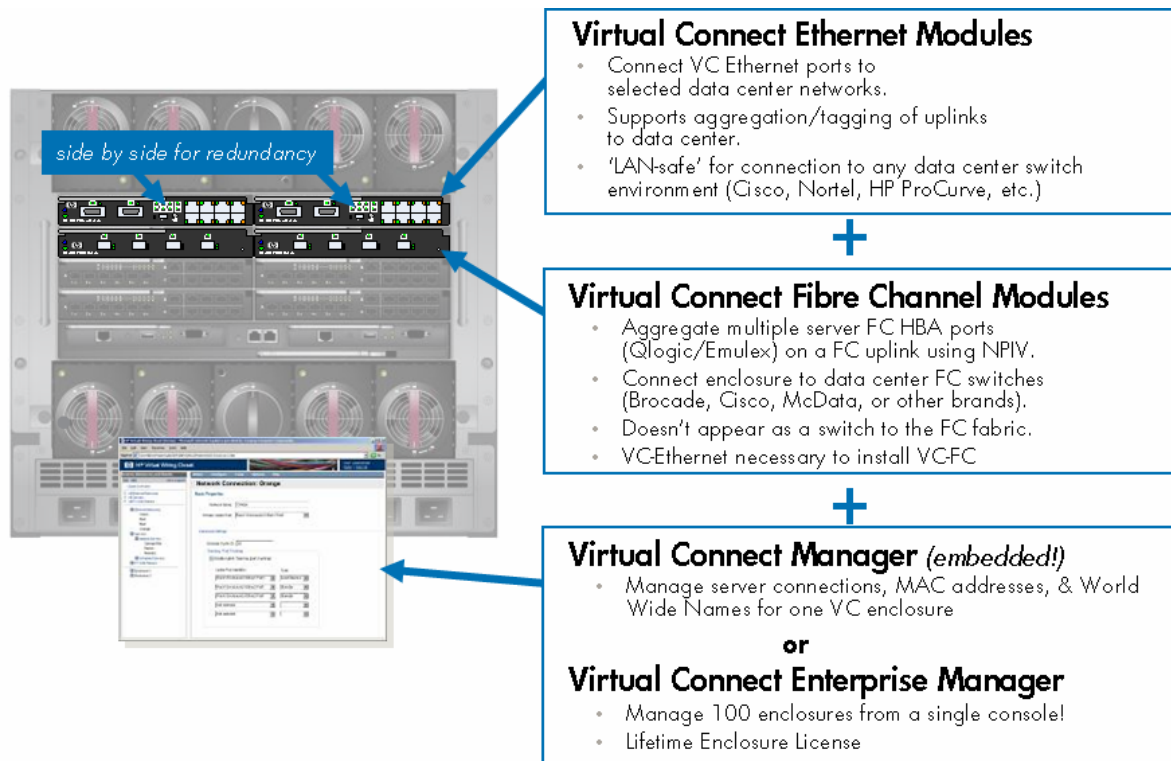 Virtual Connect Ethernet Modules
Connect VC Ethernet ports to
selected data center networks.
Supports aggregation/tagging of uplinks
to data center.
'LAN-safe' for connection to any data center switch
environment (Cisco, Nortel, HP ProCurve, etc.)
side by side for redundancy
+
Virtual Connect Fibre Channel Modules
Aggregate multiple server FC HBA ports
(Qlogic/Emulex) on a FC uplink using NPIV.
Connect enclosure to data center FC switches
(Brocade, Cisco, McData, or other brands).
Doesn't appear as a switch to the FC fabric.
VC-Ethernet necessary to install VC-FC
+
Virtual Connect Manager (embedded!)
Manage server connections, MAC addresses, & World
Wide Names for one VC enclosure
or
Virtual Connect Enterprise Manager
Manage 100 enclosures from a single console!
Lifetime Enclosure License
Network Connection: Orange